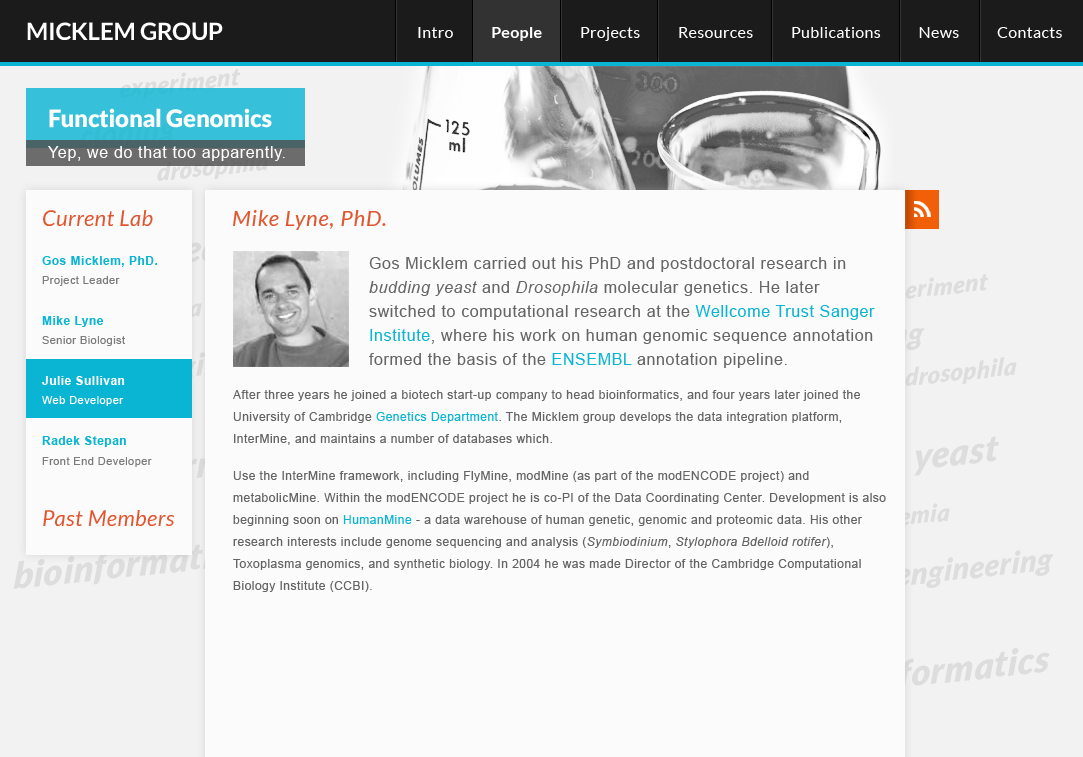 MICKLEM GROUP
Intro
People
Projects
Resources
Publications
News
Contacts
experiment
125
ml
300
200
Functional Genomics
Yep, we do that too apparently.
drosophila
Current Lab
Gos Micklem, PhD.
Project Leader
Mike Lyne
Senior Biologist
Julie Sullivan
Web Developer
Radek Stepan
Front End Developer
Past Members
Mike Lyne, PhD.
Gos Micklem carried out his PhD and postdoctoral research in
budding yeast and Drosophila molecular genetics. He later
switched to computational research at the Wellcome Trust Sanger
Institute, where his work on human genomic sequence annotation
formed the basis of the ENSEMBL annotation pipeline.
After three years he joined a biotech start-up company to head bioinformatics, and four years later joined the
University of Cambridge Genetics Department. The Micklem group develops the data integration platform,
InterMine, and maintains a number of databases which.
Use the InterMine framework, including FlyMine, modMine (as part of the modENCODE project) and
metabolicMine. Within the modENCODE project he is co-PI of the Data Coordinating Center. Development is also
beginning soon on HumanMine - a data warehouse of human genetic, genomic and proteomic data. His other
research interests include genome sequencing and analysis (Symbiodinium, Stylophora Bdelloid rotifer),
Toxoplasma genomics, and synthetic biology. In 2004 he was made Director of the Cambridge Computational
Biology Institute (CCBI).
eriment
drosophila
yeast
emia
engineering
bioinformat
formatics